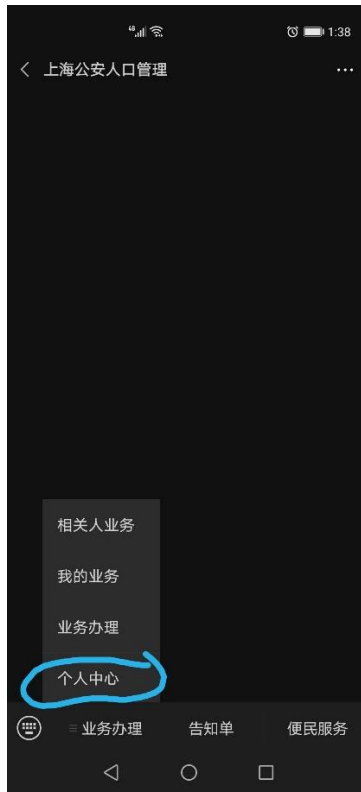 1:38
上海公安人口管理
相关人业务
我的业务
业务办理
个人中心
业务办理 告知单 便民服务